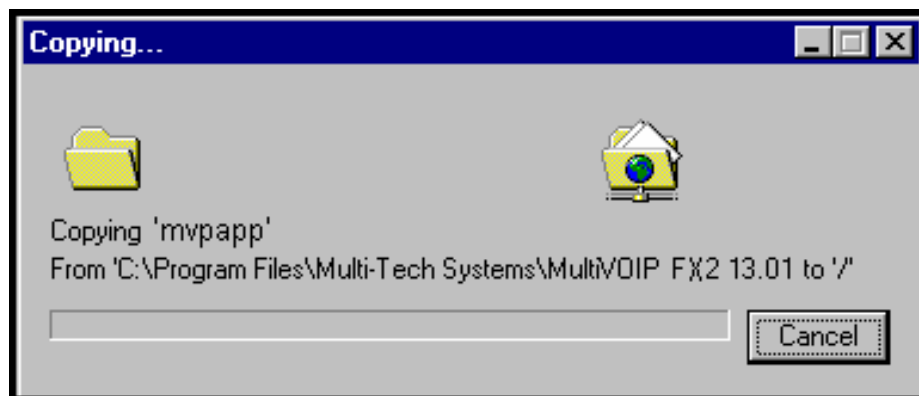 Copying...
Copying 'mvpapp'
From 'C:\Program Files\Multi-Tech Systems\MultiVOIP FX2 13.01 to '/'
Cancel